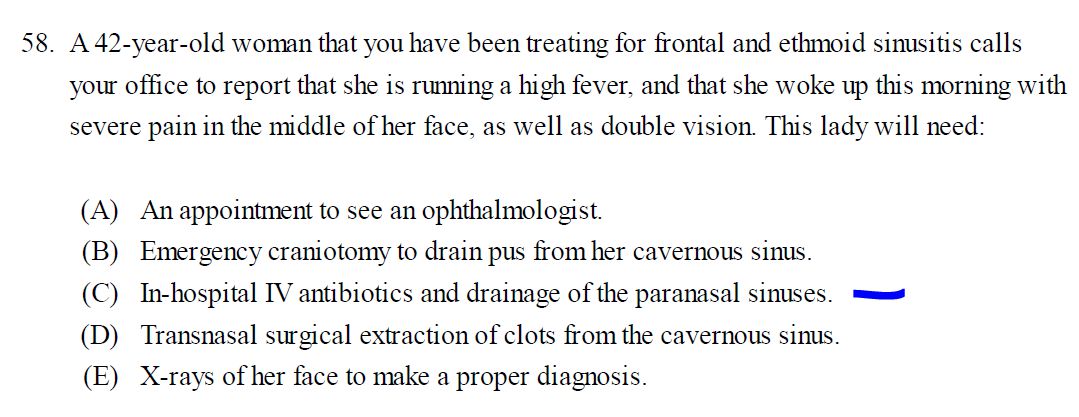 58. A 42-year-old woman that you have been treating for frontal and ethmoid sinusitis calls
your office to report that she is running a high fever, and that she woke up this morning with
severe pain in the middle of her face, as well as double vision. This lady will need:
(A) An appointment to see an ophthalmologist.
(B) Emergency craniotomy to drain pus from her cavernous sinus.
(C) In-hospital IV antibiotics and drainage of the paranasal sinuses.
(D) Transnasal surgical extraction of clots from the cavernous sinus.
(E) X-rays of her face to make a proper diagnosis.